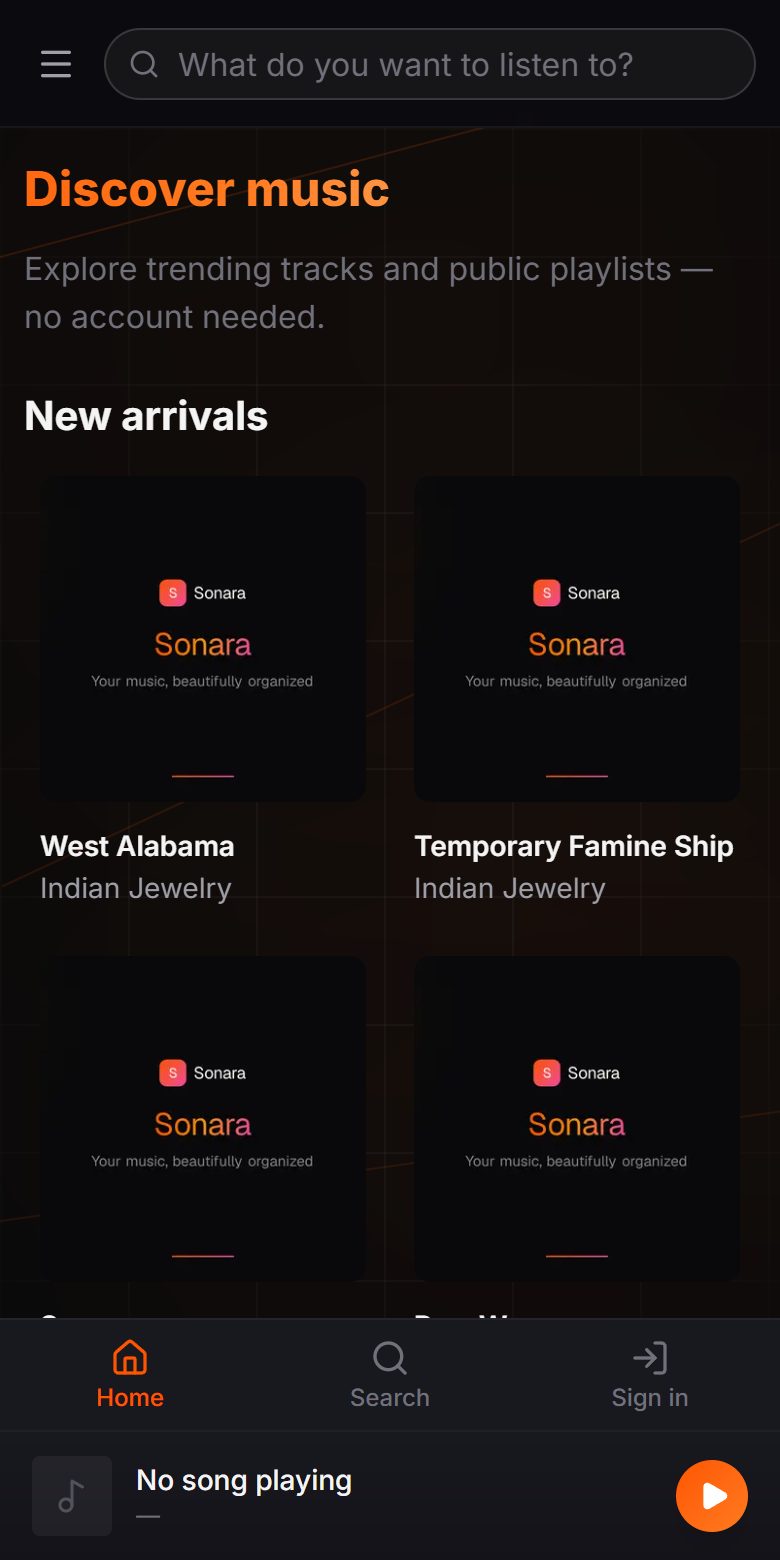 What do you want to listen to?
Discover music
Explore trending tracks and public playlists —
no account needed.
New arrivals
S Sonara
Sonara
Your music, beautifully organized
S Sonara
Sonara
Your music, beautifully organized
West Alabama
Indian Jewelry
Temporary Famine Ship
Indian Jewelry
S Sonara
Sonara
Your music, beautifully organized
S Sonara
Sonara
Your music, beautifully organized
Home
Search
Sign in
No song playing
—